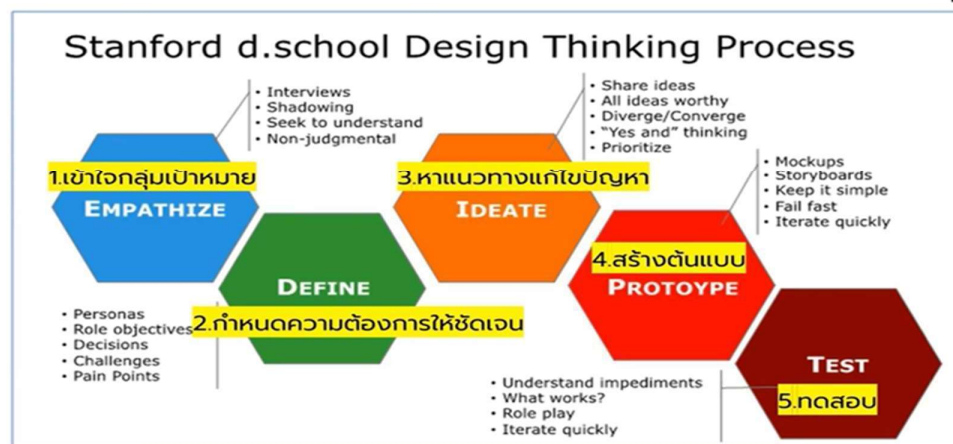 Stanford d.school Design Thinking Process
• Interviews
• Shadowing
• Seek to understand
• Non-judgmental
1.เข้าใจกลุ่มเป้าหมาย
EMPATHIZE
• Personas
• Role objectives
• Decisions
• Challenges
• Pain Points
DEFINE
2.กำหนดความต้องการให้ชัดเจน
• Share ideas
• All ideas worthy
• Diverge/Converge
• “Yes and” thinking
• Prioritize
3.หาแนวทางแก้ไขปัญหา
IDEATE
• Mockups
• Storyboards
• Keep it simple
• Fail fast
• Iterate quickly
4.สร้างต้นแบบ
PROTOYPE
• Understand impediments
• What works?
• Role play
• Iterate quickly
TEST
5.ทดสอบ